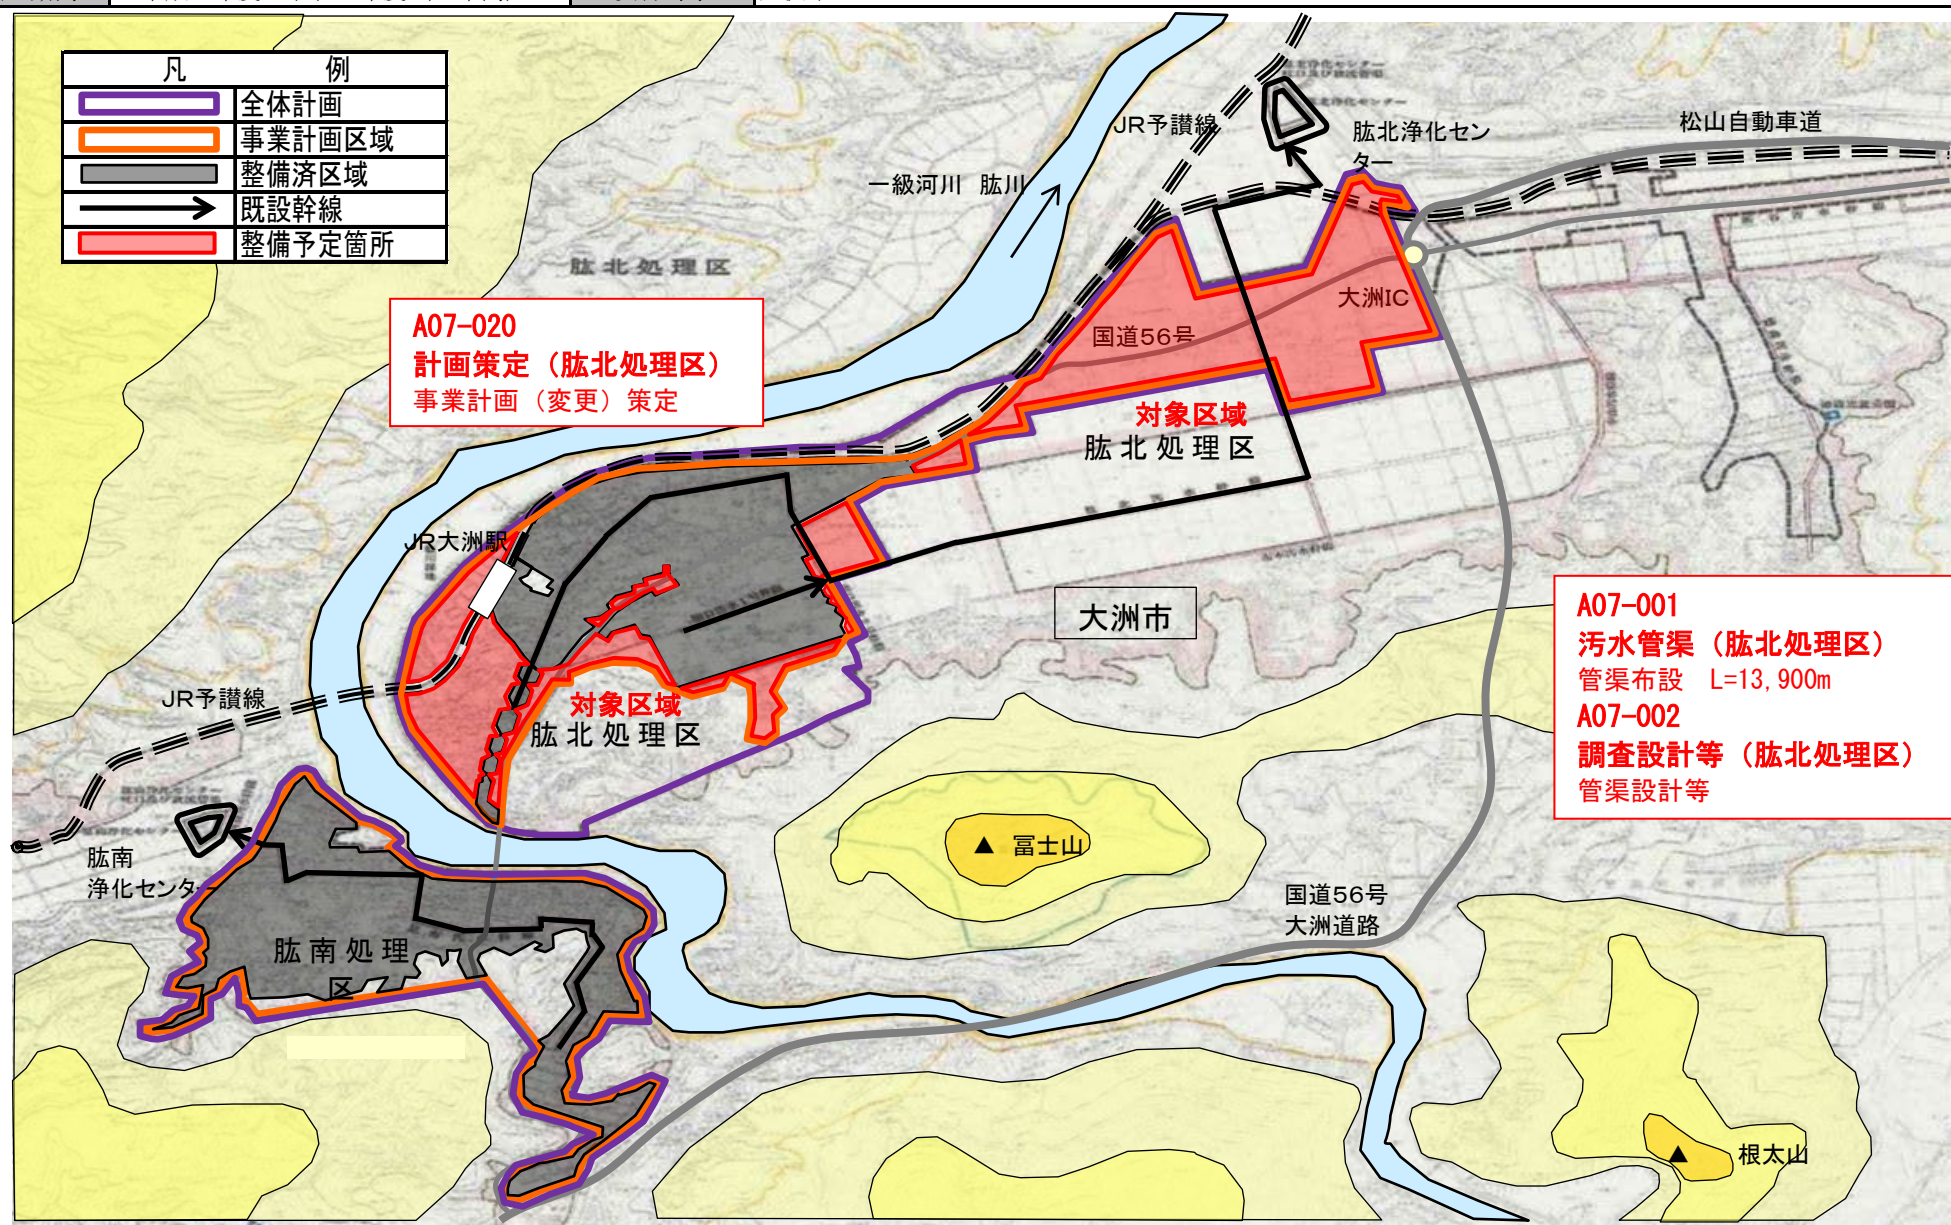 凡　例
全体計画
事業計画区域
整備済区域
既設幹線
整備予定箇所
JR予讃線
肱北浄化セン
ター
松山自動車道
一級河川　肱川
肱北処理区
A07-020
計画策定（肱北処理区）
事業計画（変更）策定
大洲IC
国道56号
対象区域
肱北処理区
JR大洲駅
大洲市
A07-001
汚水管渠（肱北処理区）
管渠布設　L=13,900m
A07-002
調査設計等（肱北処理区）
管渠設計等
JR予讃線
対象区域
肱北処理区
肱南
浄化センター
▲ 冨士山
国道56号
大洲道路
肱南処理
区
▲ 根太山